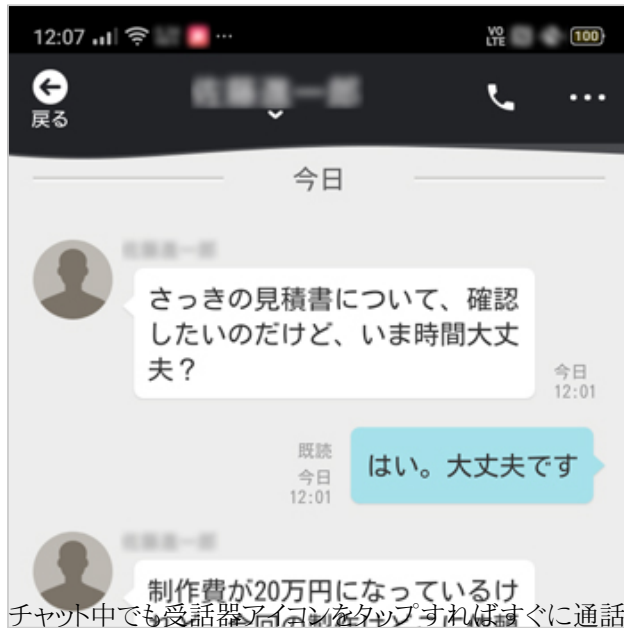 12:07
VO
LTE
100
戻る
今日
さっきの見積書について、確認
したいのだけど、いま時間大丈
夫？
今日
12:01
既読
今日
12:01
はい。大丈夫です
制作費が20万円になっているけ
チャット中でも受話器アイコンをタップすればすぐに通話